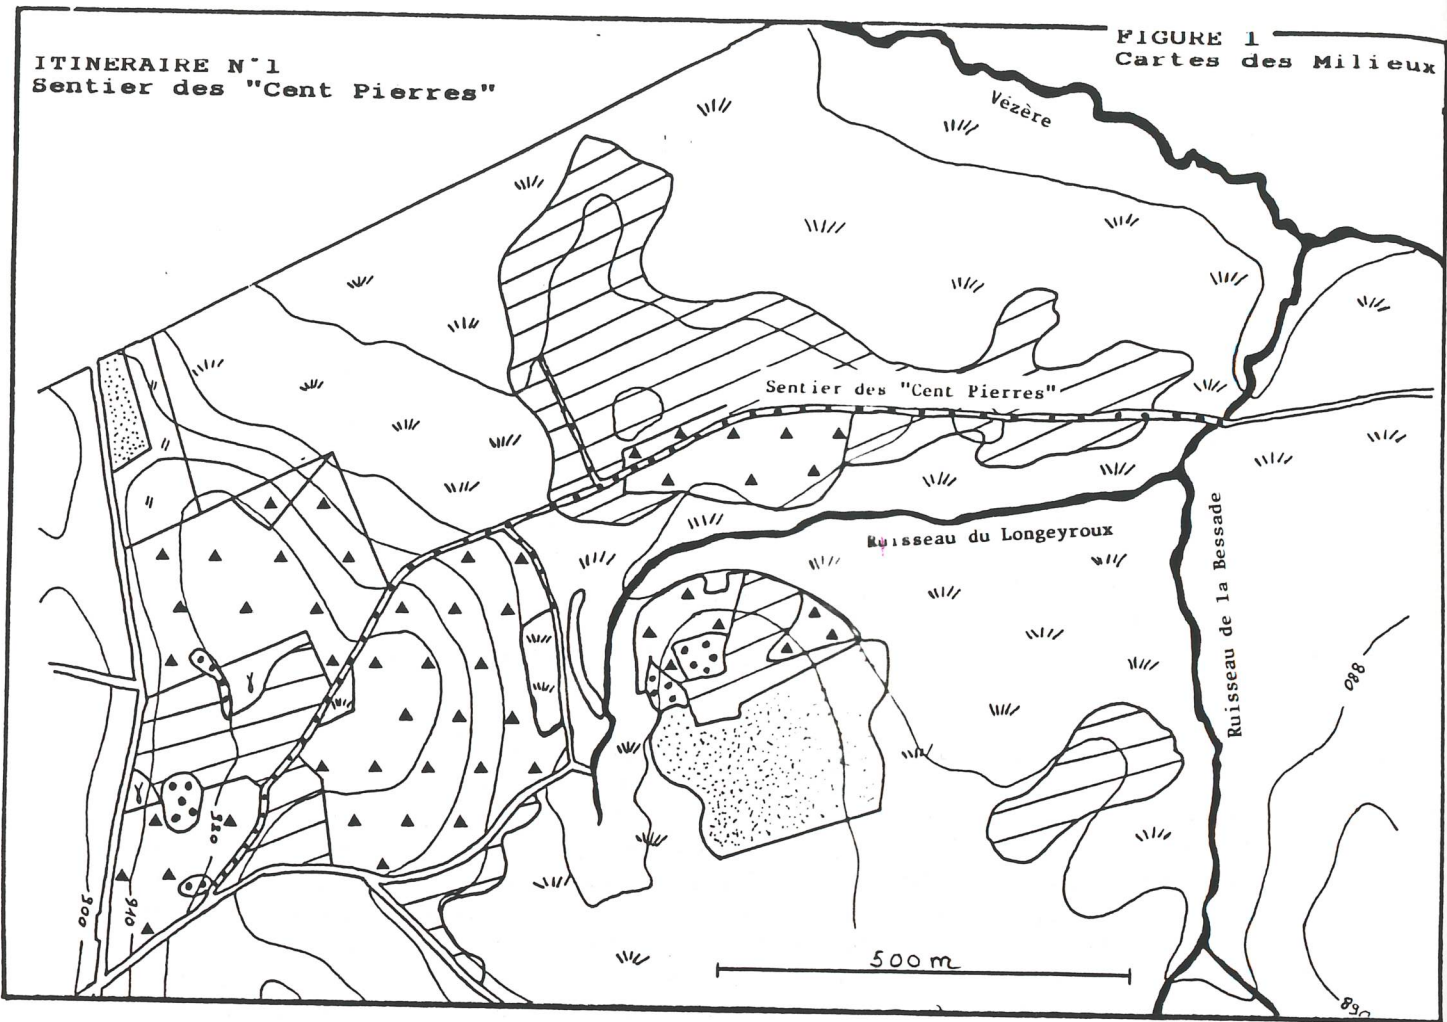 ITINERAIRE N°1
Sentier des "Cent Pierres"
FIGURE 1
Cartes des Milieux
Vézère
Sentier des "Cent Pierres"
Ruisseau du Longeyroux
Ruisseau de la Bessade
880
920
900
910
500 m
890